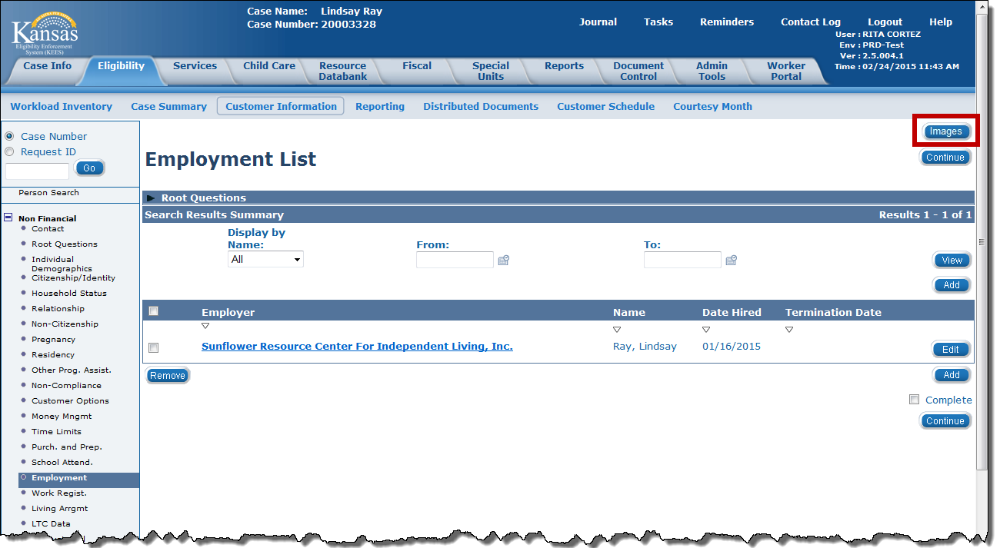 Kansas
Eligibility Enforcement
System (KEES)
Case Name: Lindsay Ray
Case Number: 20003328
Journal Tasks Reminders Contact Log Logout Help
User : RITA CORTEZ
Env : PRD-Test
Ver : 2.5.004.1
Time : 02/24/2015 11:43 AM
Case Info Eligibility Services Child Care Resource Databank Fiscal Special Units Reports Document Control Admin Tools Worker Portal
Workload Inventory Case Summary Customer Information Reporting Distributed Documents Customer Schedule Courtesy Month
Case Number
Request ID
Go
Person Search
Non Financial
Contact
Root Questions
Individual
Demographics
Citizenship/Identity
Household Status
Relationship
Non-Citizenship
Pregnancy
Residency
Other Prog. Assist.
Non-Compliance
Customer Options
Money Mngmt
Time Limits
Purch. and Prep.
School Attend.
Employment
Work Regist.
Living Arrgmt
LTC Data
Images
Employment List
Continue
Root Questions
Search Results Summary Results 1 - 1 of 1
Display by
Name: From: To:
All
View
Add
Employer Name Date Hired Termination Date
Sunflower Resource Center For Independent Living, Inc. Ray, Lindsay 01/16/2015 Edit
Remove Add
Complete
Continue